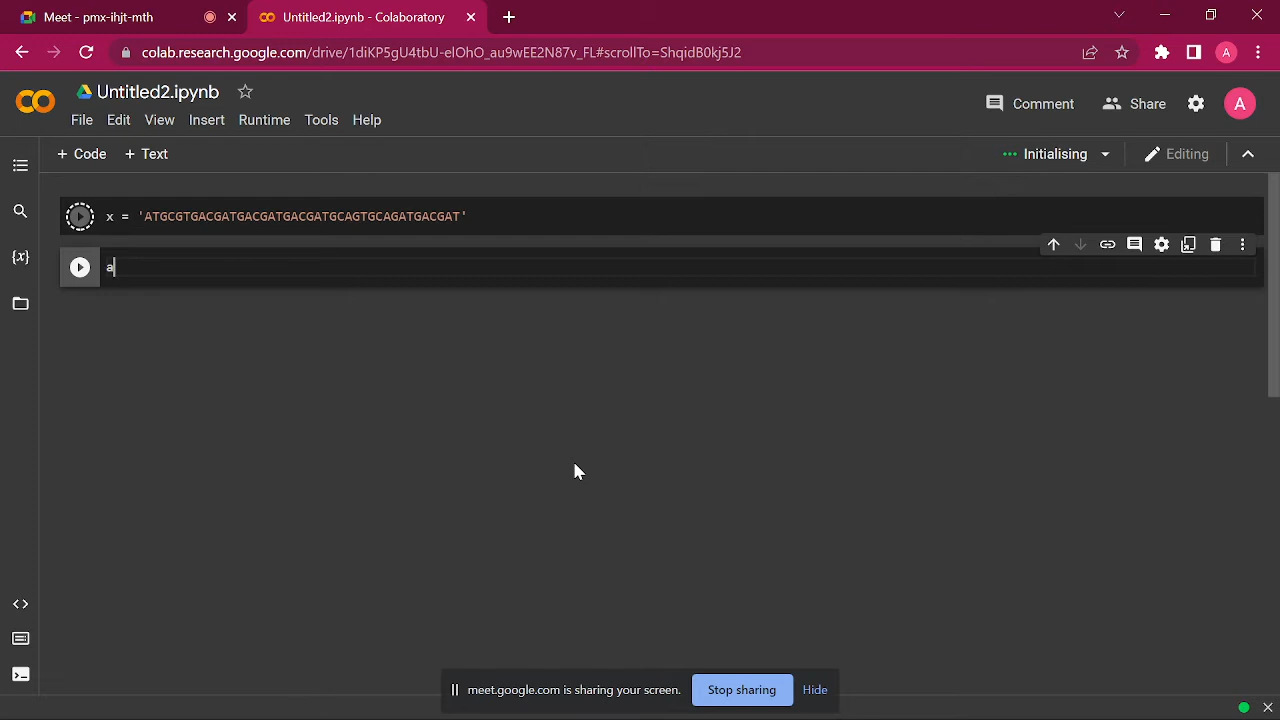 Meet - pmx-ihjt-mth
Untitled2.ipynb - Colaboratory
colab.research.google.com/drive/1diKP5gU4tbU-elOhO_au9wEE2N87v_FL#scrollTo=ShqidB0kj5J2
A
Untitled2.ipynb
Comment
Share
A
File Edit View Insert Runtime Tools Help
+ Code + Text
Initialising
Editing
x = 'ATGCGTGACGATGACGATGACGATGCAGTGCAGATGACGAT'
{x}
a
meet.google.com is sharing your screen.
Stop sharing
Hide